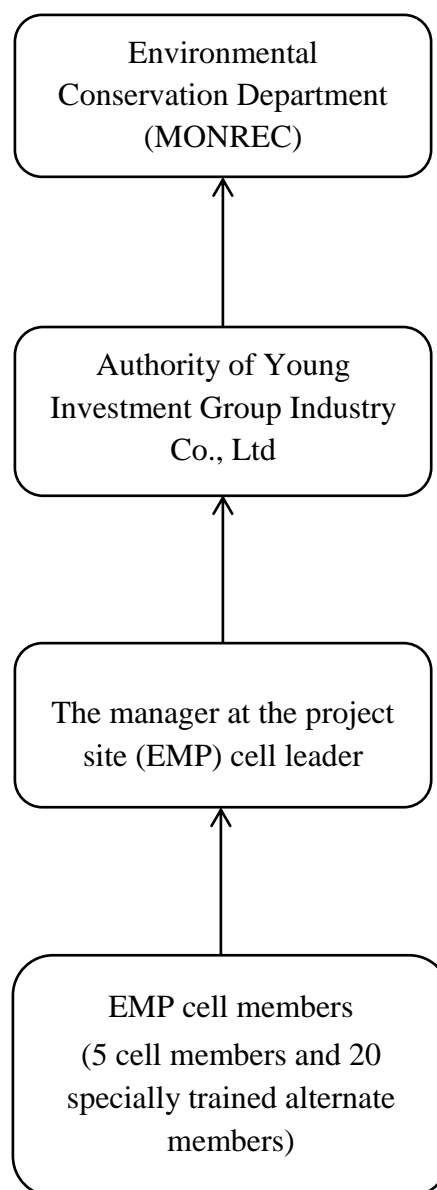 Environmental
Conservation Department
(MONREC)
Authority of Young
Investment Group Industry
Co., Ltd
The manager at the project
site (EMP) cell leader
EMP cell members
(5 cell members and 20
specially trained alternate
members)